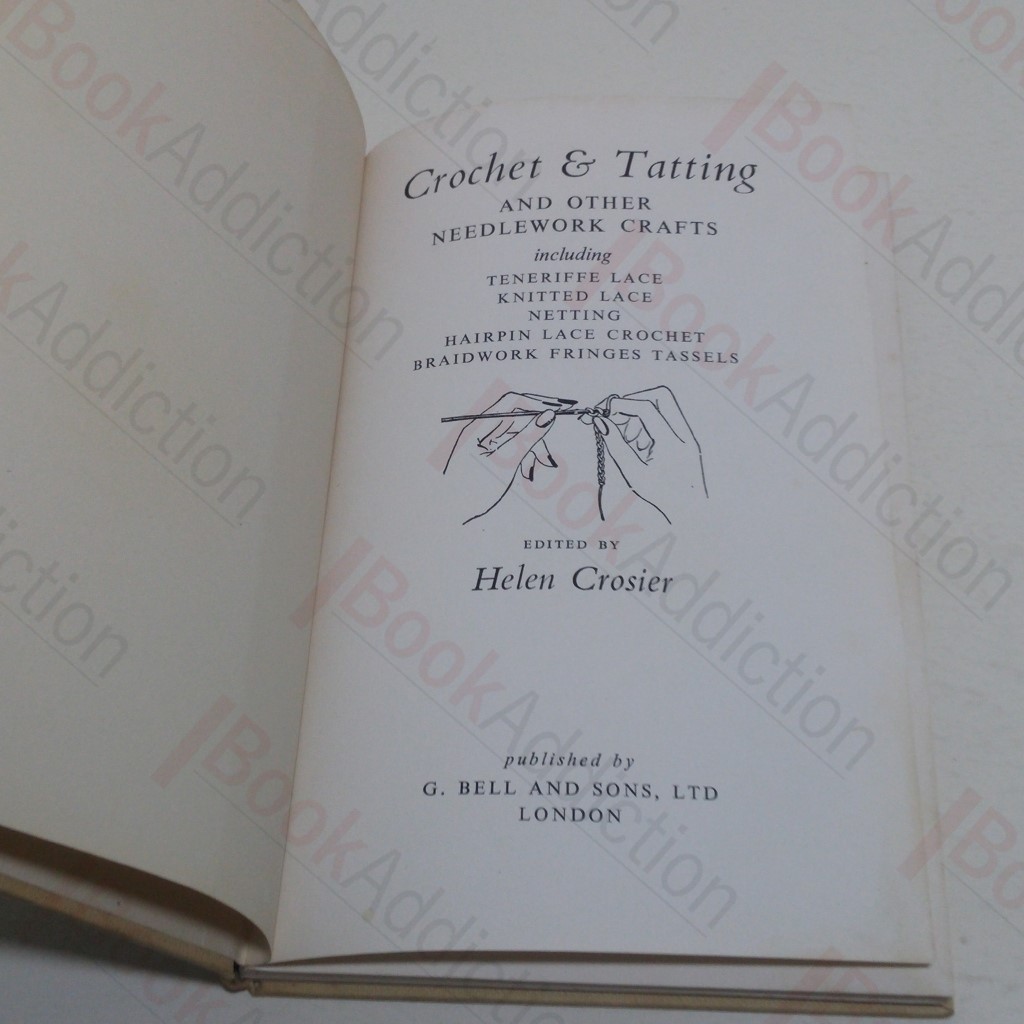 Crochet & Tatting
AND OTHER
NEEDLEWORK CRAFTS
including
TENERIFFE LACE
KNITTED LACE
NETTING
HAIRPIN LACE CROCHET
BRAIDWORK FRINGES TASSELS
EDITED BY
Helen Crosier
published by
G. BELL AND SONS, LTD
LONDON
BookAddiction